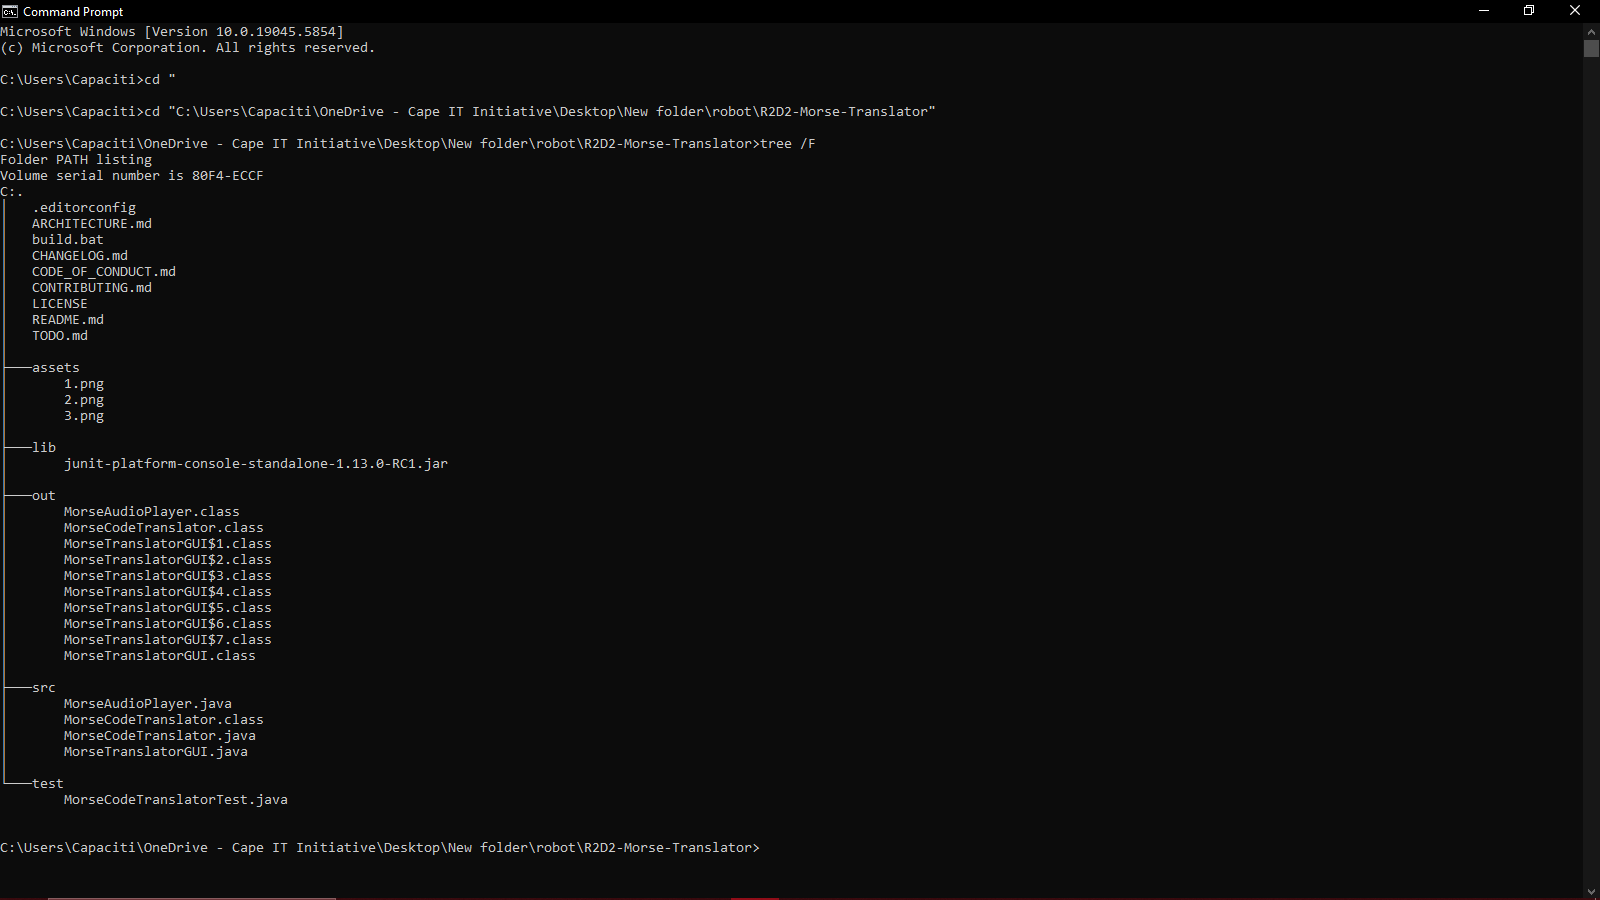 Command Prompt
Microsoft Windows [Version 10.0.19045.5854]
(c) Microsoft Corporation. All rights reserved.
C:\Users\Capaciti>cd "
C:\Users\Capaciti>cd "C:\Users\Capaciti\OneDrive - Cape IT Initiative\Desktop\New folder\robot\R2D2-Morse-Translator"
C:\Users\Capaciti\OneDrive - Cape IT Initiative\Desktop\New folder\robot\R2D2-Morse-Translator>tree /F
Folder PATH listing
Volume serial number is 80F4-ECCF
C:.
.editorconfig
ARCHITECTURE.md
build.bat
CHANGELOG.md
CODE_OF_CONDUCT.md
CONTRIBUTING.md
LICENSE
README.md
TODO.md
assets
1.png
2.png
3.png
lib
junit-platform-console-standalone-1.13.0-RC1.jar
out
MorseAudioPlayer.class
MorseCodeTranslator.class
MorseTranslatorGUI$1.class
MorseTranslatorGUI$2.class
MorseTranslatorGUI$3.class
MorseTranslatorGUI$4.class
MorseTranslatorGUI$5.class
MorseTranslatorGUI$6.class
MorseTranslatorGUI$7.class
MorseTranslatorGUI.class
src
MorseAudioPlayer.java
MorseCodeTranslator.class
MorseCodeTranslator.java
MorseTranslatorGUI.java
test
MorseCodeTranslatorTest.java
C:\Users\Capaciti\OneDrive - Cape IT Initiative\Desktop\New folder\robot\R2D2-Morse-Translator>